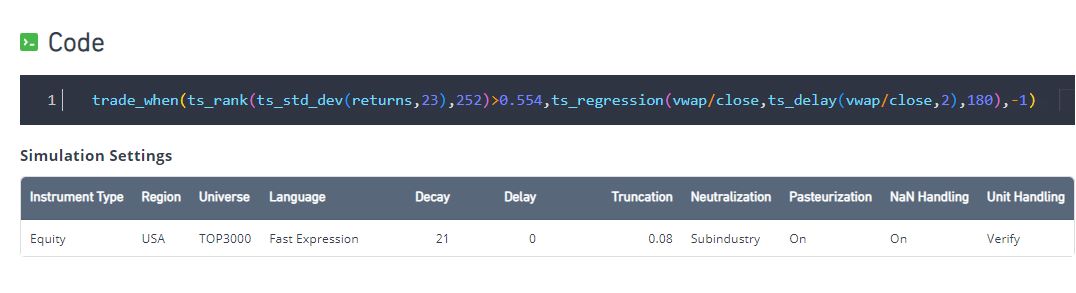 Code
1 trade_when(ts_rank(ts_std_dev(returns,23),252)>0.554,ts_regression(vwap/close,ts_delay(vwap/close,2),180),-1)
Simulation Settings
Instrument Type Region Universe Language Decay Delay Truncation Neutralization Pasteurization NaN Handling Unit Handling
Equity USA TOP3000 Fast Expression 21 0 0.08 Subindustry On On Verify